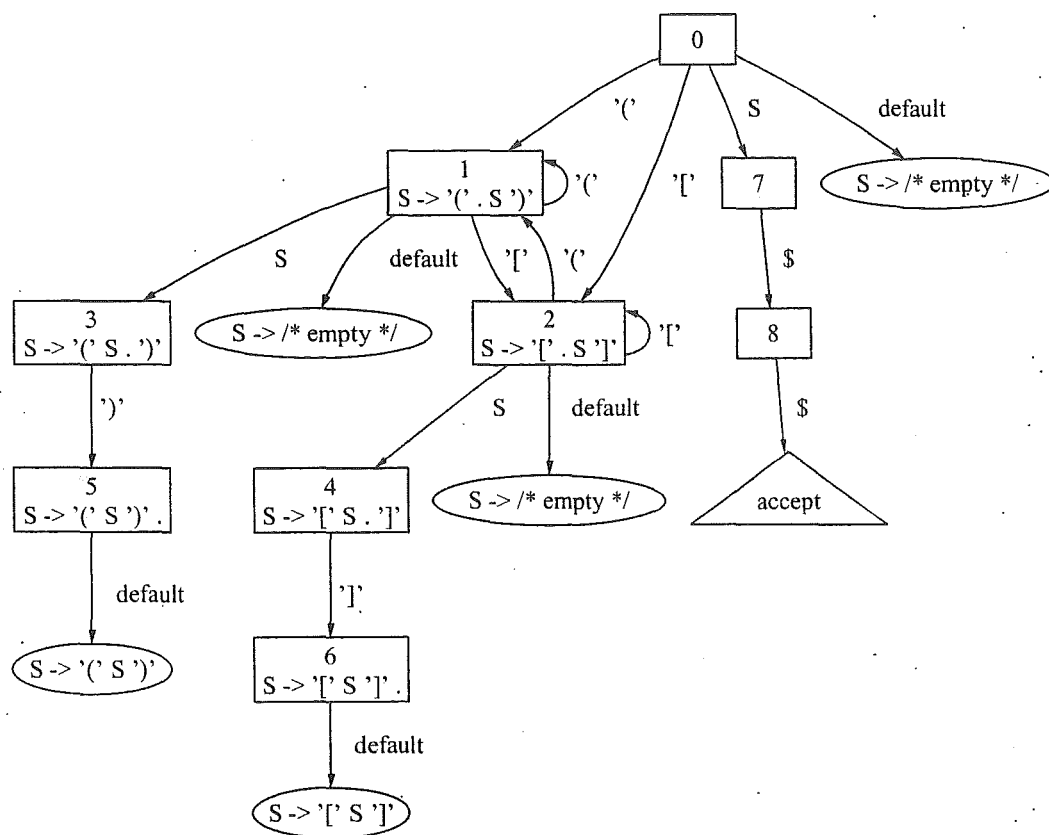 0
'('
S
default
1
S -> '(' . S ')'
'('
'['
7
S -> /* empty */
S
default
'['
'('
$
3
S -> '(' S . ')'
S -> /* empty */
2
S -> '[' . S ']'
'['
8
')'
S
default
$
5
S -> '(' S ')' .
4
S -> '[' S . ']'
S -> /* empty */
accept
default
']'
S -> '(' S ')'
6
S -> '[' S ']' .
default
S -> '[' S ']'